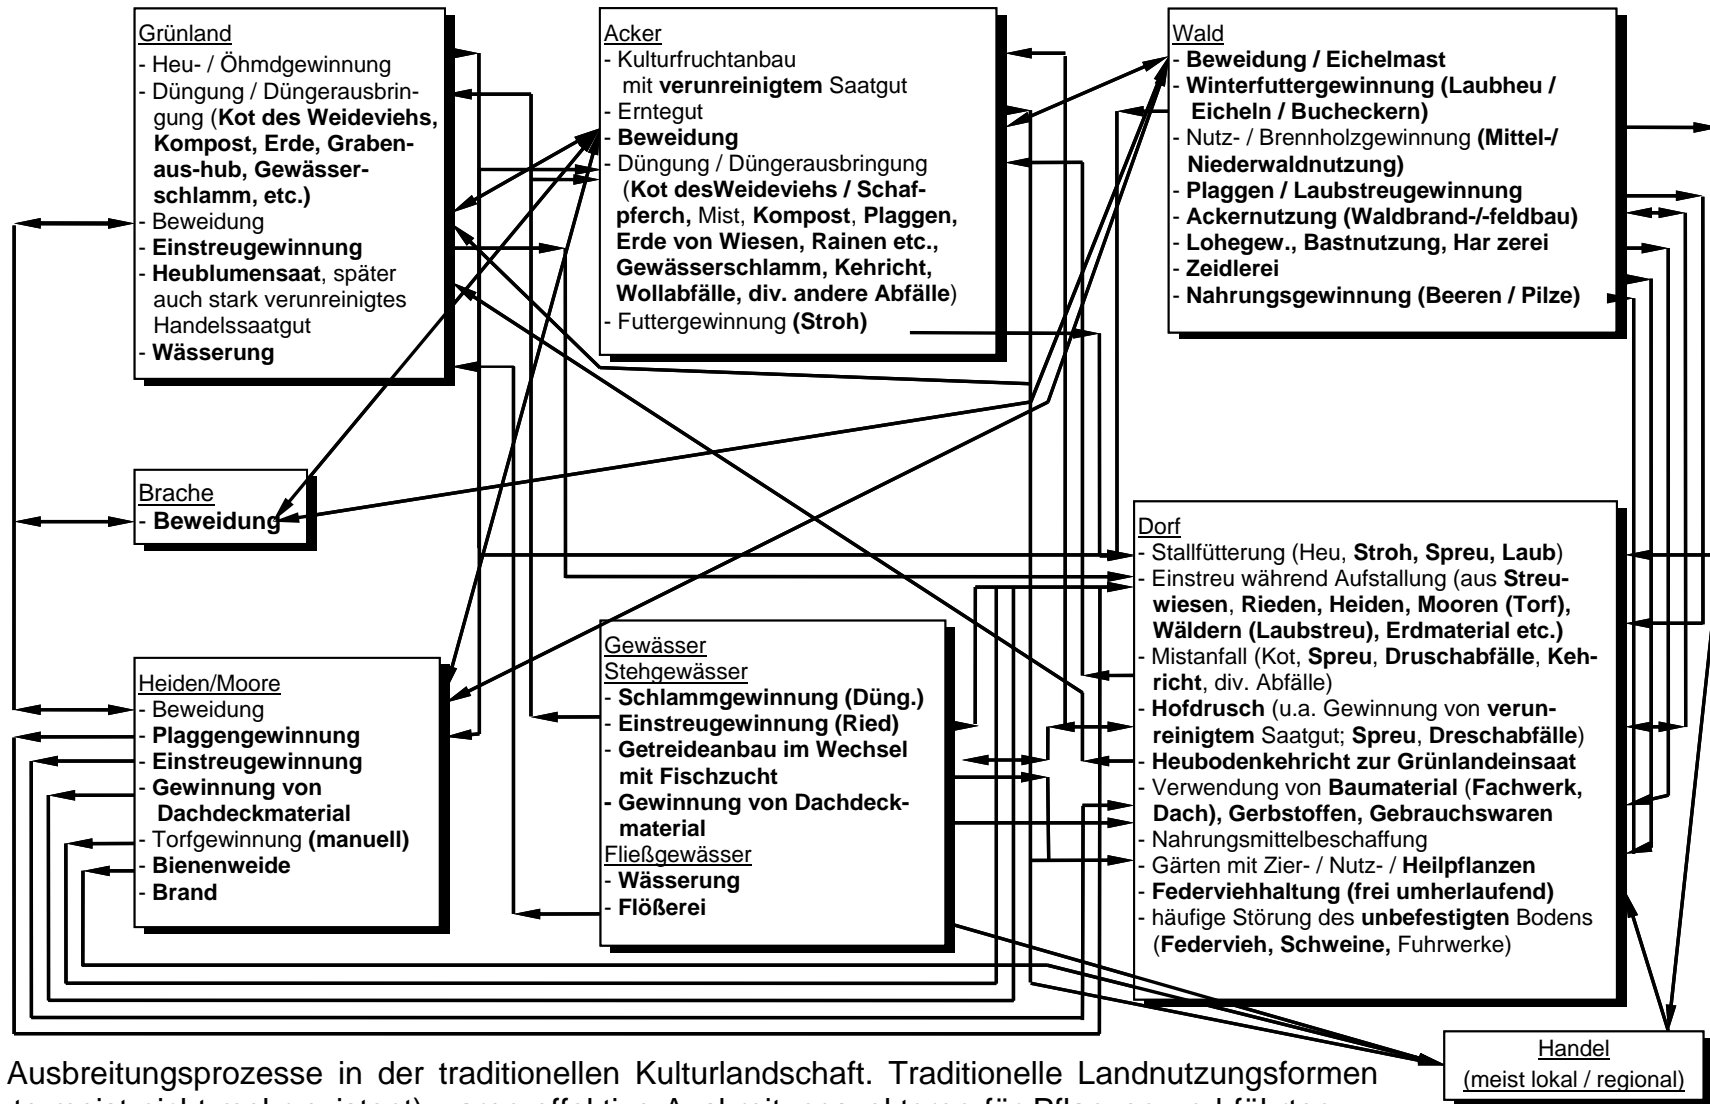 Grünland
- Heu- / Öhmdgewinnung
- Düngung / Düngerausbrin-
gung (Kot des Weideviehs,
Kompost, Erde, Graben-
aus-hub, Gewässer-
schlamm, etc.)
- Beweidung
- Einstreugewinnung
- Heublumensaat, später
auch stark verunreinigtes
Handelssaatgut
- Wässerung
Acker
- Kulturfruchtanbau
mit verunreinigtem Saatgut
- Erntegut
- Beweidung
- Düngung / Düngerausbringung
(Kot desWeideviehs / Schaf-
pferch, Mist, Kompost, Plaggen,
Erde von Wiesen, Rainen etc.,
Gewässerschlamm, Kehricht,
Wollabfälle, div. andere Abfälle)
- Futtergewinnung (Stroh)
Wald
- Beweidung / Eichelmast
- Winterfuttergewinnung (Laubheu /
Eicheln / Bucheckern)
- Nutz- / Brennholzgewinnung (Mittel-/
Niederwaldnutzung)
- Plaggen / Laubstreugewinnung
- Ackernutzung (Waldbrand-/-feldbau)
- Lohegew., Bastnutzung, Har zerei
- Zeidlerei
- Nahrungsgewinnung (Beeren / Pilze)
Brache
- Beweidung
Heiden/Moore
- Beweidung
- Plaggengewinnung
- Einstreugewinnung
- Gewinnung von
Dachdeckmaterial
- Torfgewinnung (manuell)
- Bienenweide
- Brand
Gewässer
Stehgewässer
- Schlammgewinnung (Düng.)
- Einstreugewinnung (Ried)
- Getreideanbau im Wechsel
mit Fischzucht
- Gewinnung von Dachdeck-
material
Fließgewässer
- Wässerung
- Flößerei
Dorf
- Stallfütterung (Heu, Stroh, Spreu, Laub)
- Einstreu während Aufstallung (aus Streu-
wiesen, Rieden, Heiden, Mooren (Torf),
Wäldern (Laubstreu), Erdmaterial etc.)
- Mistanfall (Kot, Spreu, Druschabfälle, Keh-
richt, div. Abfälle)
- Hofdrusch (u.a. Gewinnung von verun-
reinigtem Saatgut; Spreu, Dreschabfälle)
- Heubodenkehricht zur Grünlandeinsaat
- Verwendung von Baumaterial (Fachwerk,
Dach), Gerbstoffen, Gebrauchswaren
- Nahrungsmittelbeschaffung
- Gärten mit Zier- / Nutz- / Heilpflanzen
- Federviehhaltung (frei umherlaufend)
- häufige Störung des unbefestigten Bodens
(Federvieh, Schweine, Fuhrwerke)
Handel
(meist lokal / regional)
Ausbreitungsprozesse in der traditionellen Kulturlandschaft. Traditionelle Landnutzungsformen